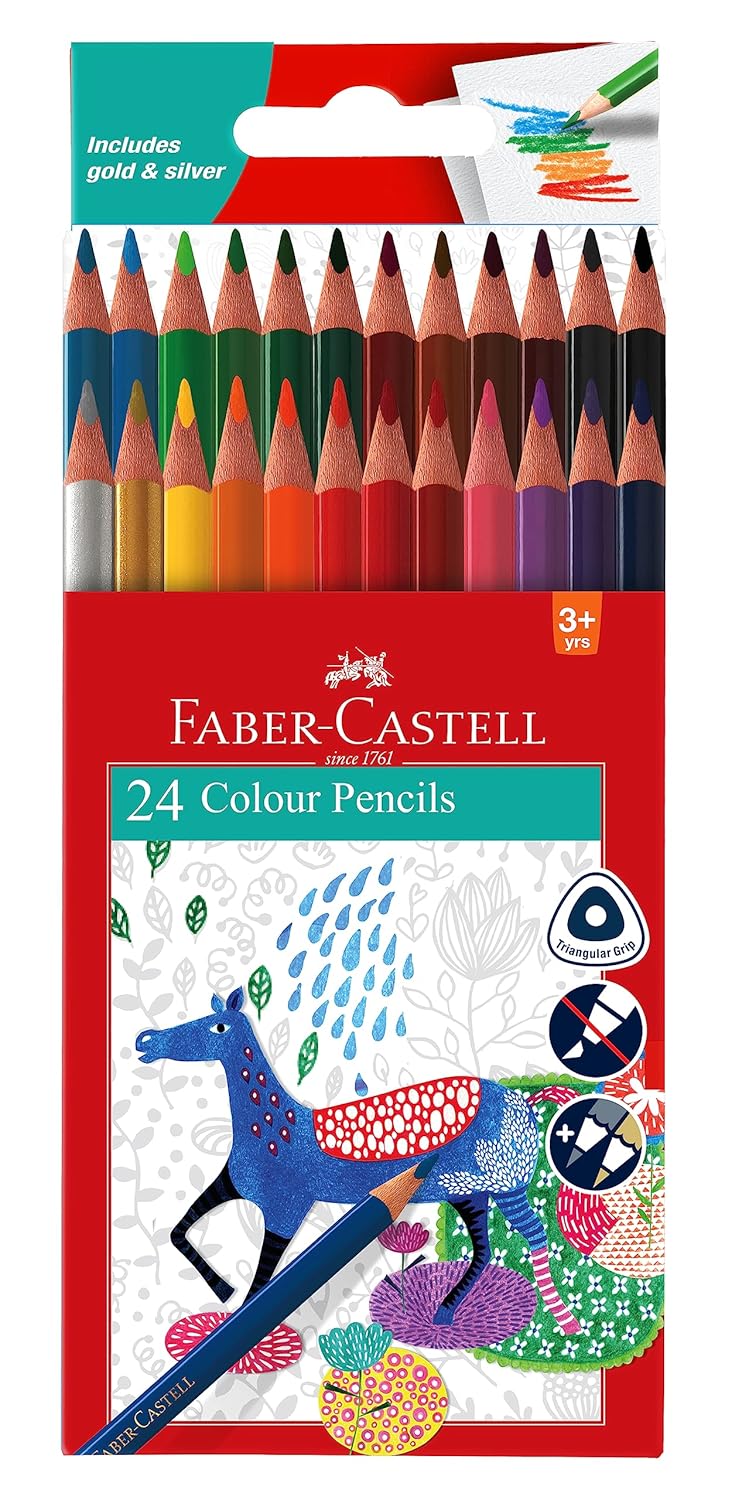 Includes
gold & silver
3+
yrs
FABER-CASTELL
since 1761
24 Colour Pencils
Triangular Grip
+
FABER-CASTELL